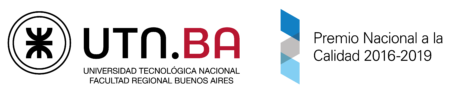 UTN.BA
UNIVERSIDAD TECNOLÓGICA NACIONAL
FACULTAD REGIONAL BUENOS AIRES
Premio Nacional a la
Calidad 2016-2019